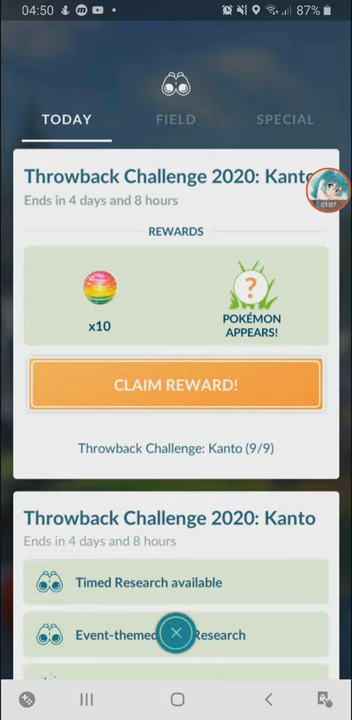 04:50
87%
TODAY
FIELD
SPECIAL
Throwback Challenge 2020: Kanto
01:07
Ends in 4 days and 8 hours
REWARDS
?
x10
POKÉMON
APPEARS!
CLAIM REWARD!
Throwback Challenge: Kanto (9/9)
Throwback Challenge 2020: Kanto
Ends in 4 days and 8 hours
Timed Research available
Event-themed
Research